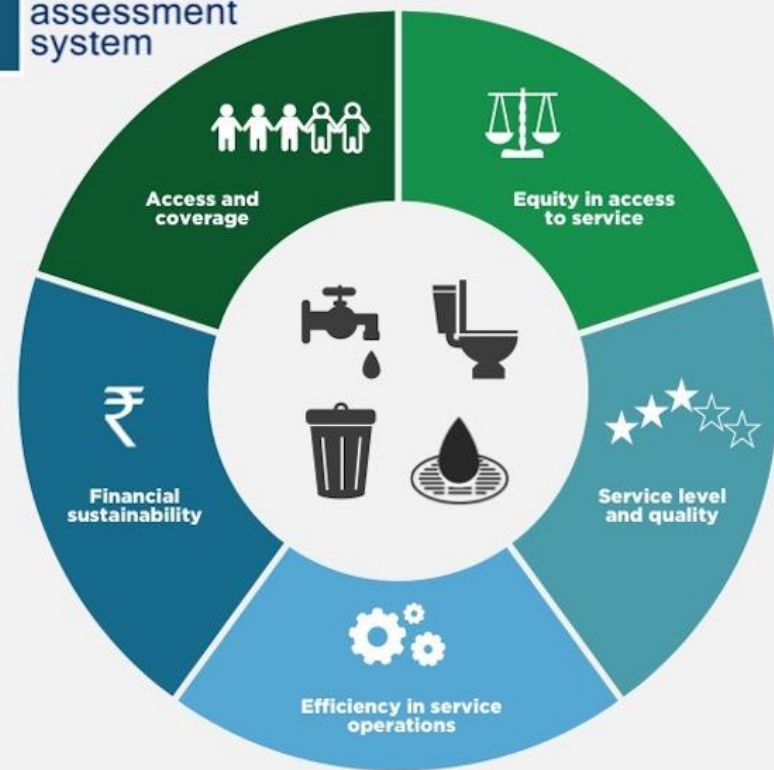 assessment
system
Access and
coverage
Equity in access
to service
₹
Financial
sustainability
Service level
and quality
Efficiency in service
operations